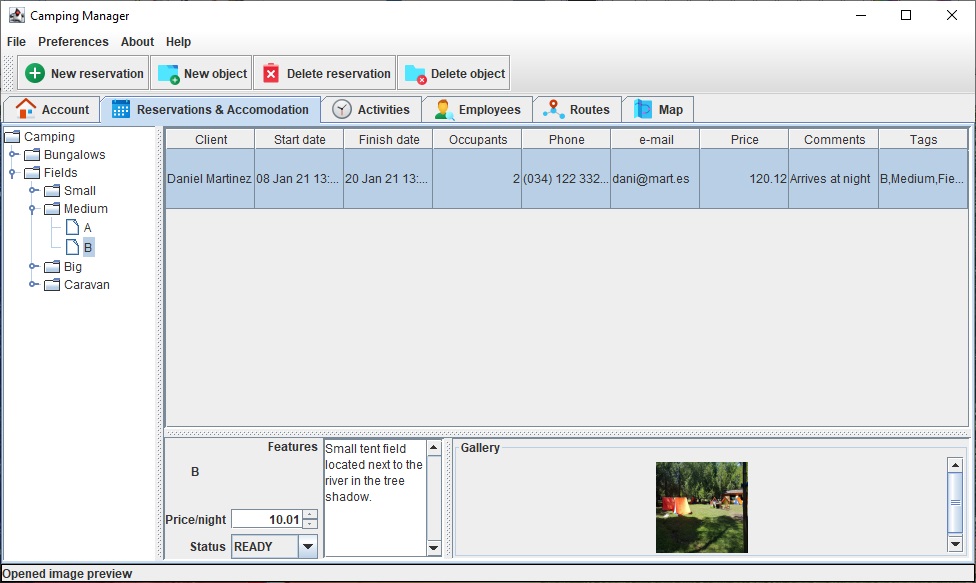 Camping Manager
File Preferences About Help
New reservation New object Delete reservation Delete object
Account Reservations & Accomodation Activities Employees Routes Map
Camping
Bungalows
Fields
Small
Medium
A
B
Big
Caravan
Client Start date Finish date Occupants Phone e-mail Price Comments Tags
Daniel Martinez 08 Jan 21 13:... 20 Jan 21 13:... 2 (034) 122 332... dani@mart.es 120.12 Arrives at night B,Medium,Fie...
Features
B
Price/night 10.01
Status READY
Small tent field
located next to the
river in the tree
shadow.
Gallery
Opened image preview